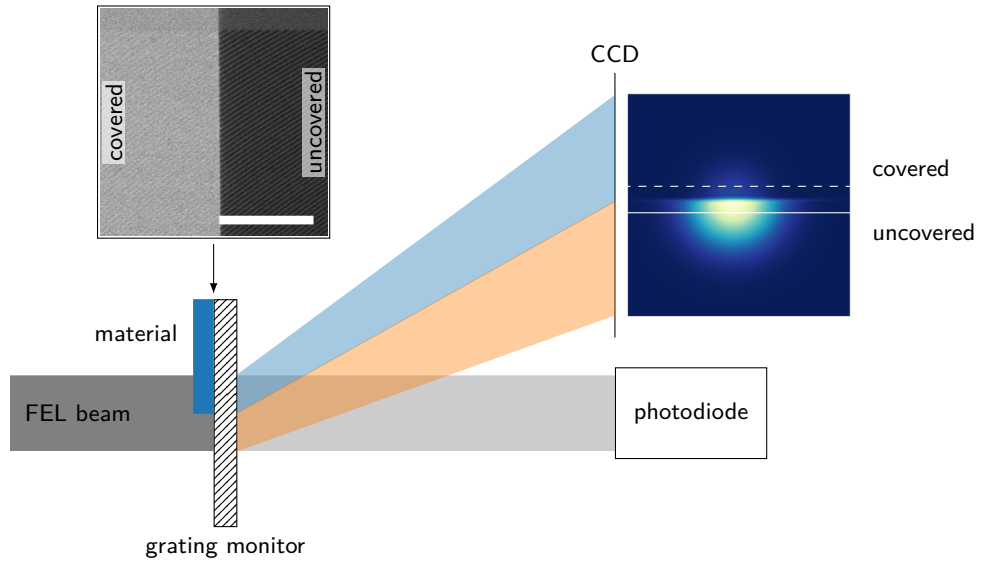 covered
uncovered
CCD
covered
uncovered
material
FEL beam
photodiode
grating monitor